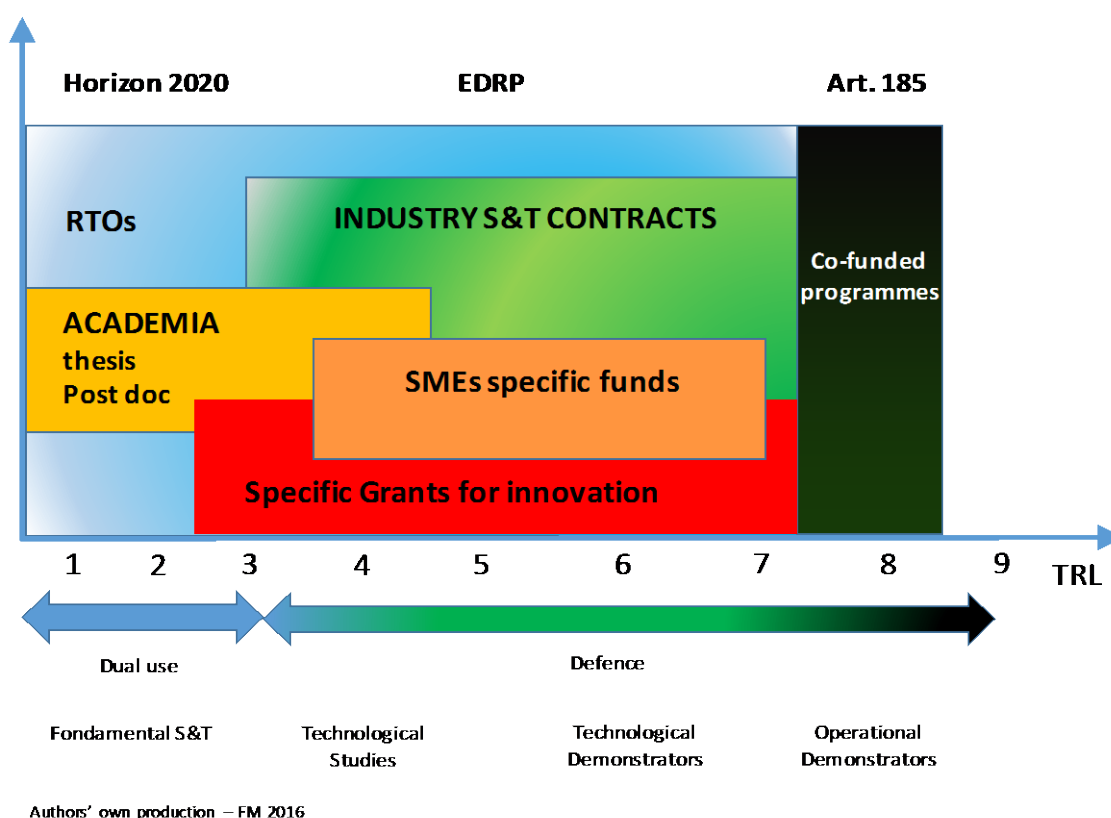 Horizon 2020 EDRP Art. 185
RTOs
INDUSTRY S&T CONTRACTS
Co-funded
programmes
ACADEMIA
thesis
Post doc
SMEs specific funds
Specific Grants for innovation
1 2 3 4 5 6 7 8 9
TRL
Dual use
Defence
Fondamental S&T
Technological
Studies
Technological
Demonstrators
Operational
Demonstrators
Authors' own production – FM 2016